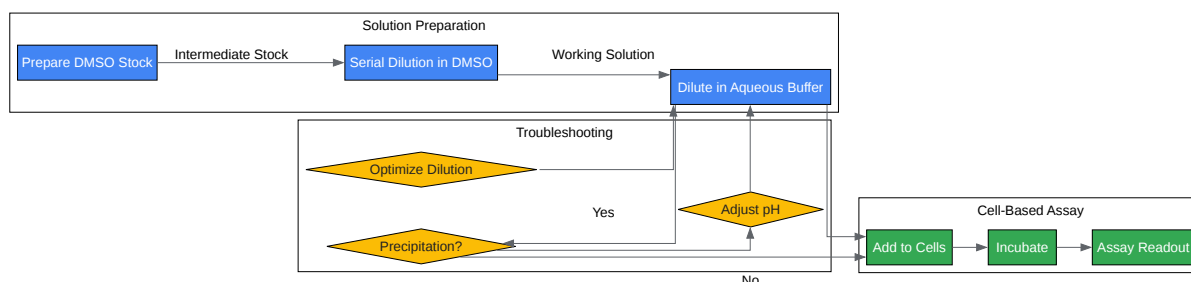 Solution Preparation
Prepare DMSO Stock
Intermediate Stock
Serial Dilution in DMSO
Working Solution
Dilute in Aqueous Buffer
Troubleshooting
Optimize Dilution
Yes
Adjust pH
Precipitation?
No
Cell-Based Assay
Add to Cells
Incubate
Assay Readout